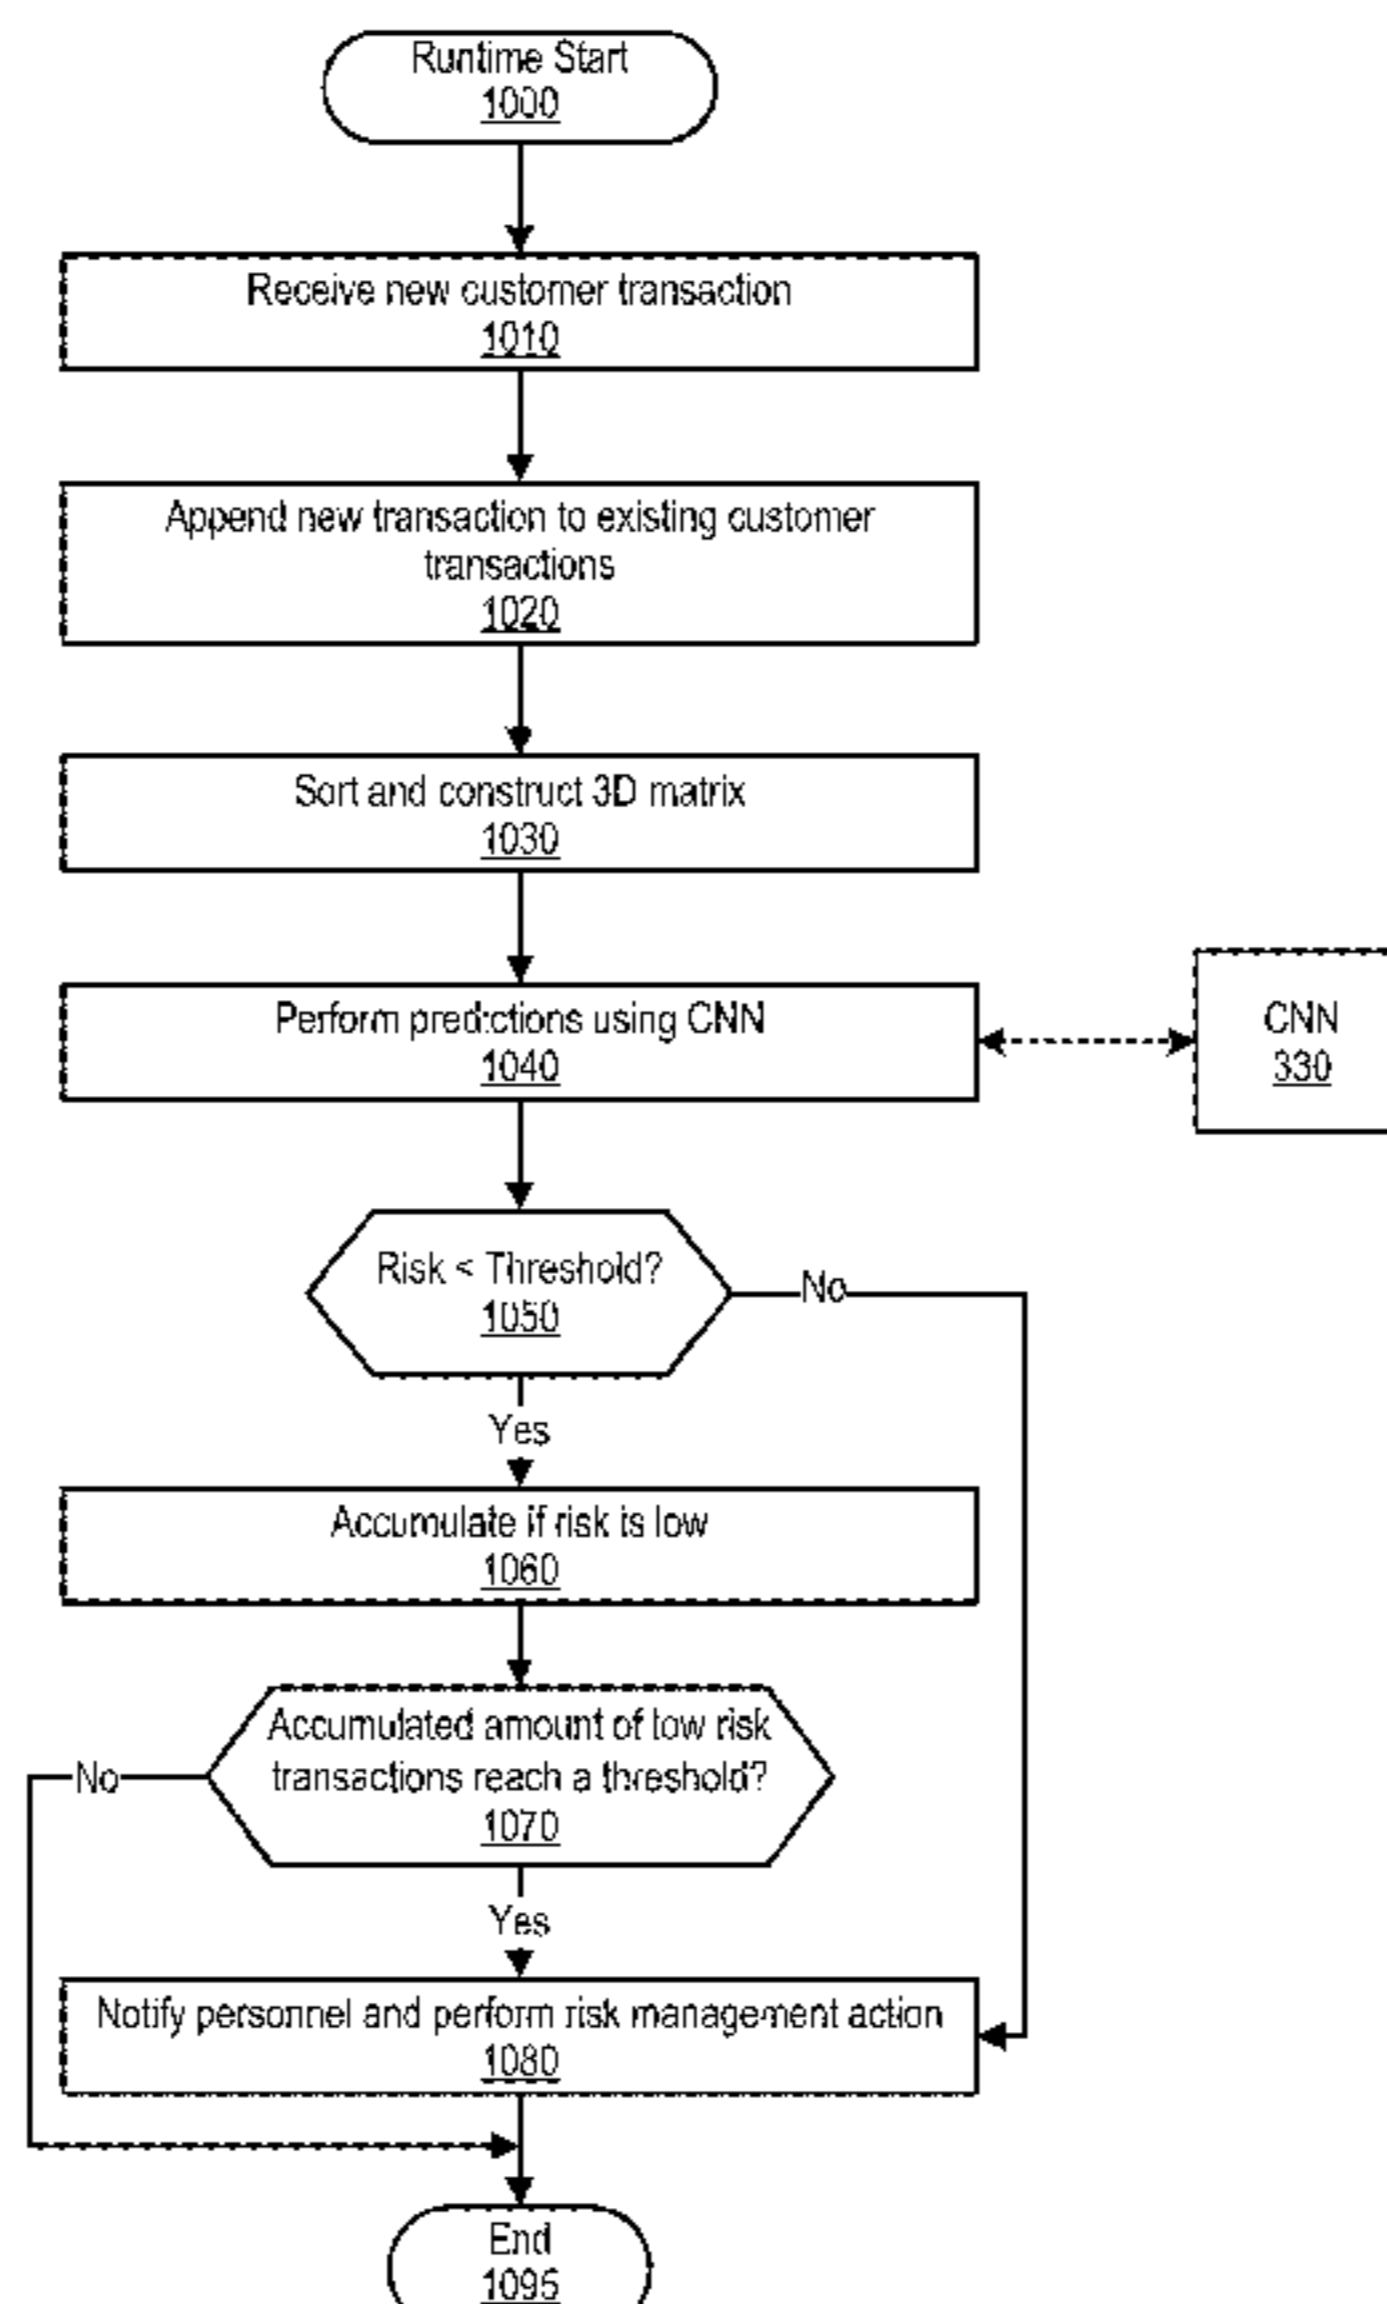 Runtime Start
1000
Receive new customer transaction
1010
Append new transaction to existing customer
transactions
1020
Sort and construct 3D matrix
1030
Perform predictions using CNN
1040
CNN
330
Risk < Threshold?
1050
No
Yes
Accumulate if risk is low
1060
Accumulated amount of low risk
transactions reach a threshold?
1070
No
Yes
Notify personnel and perform risk management action
1080
End
1095